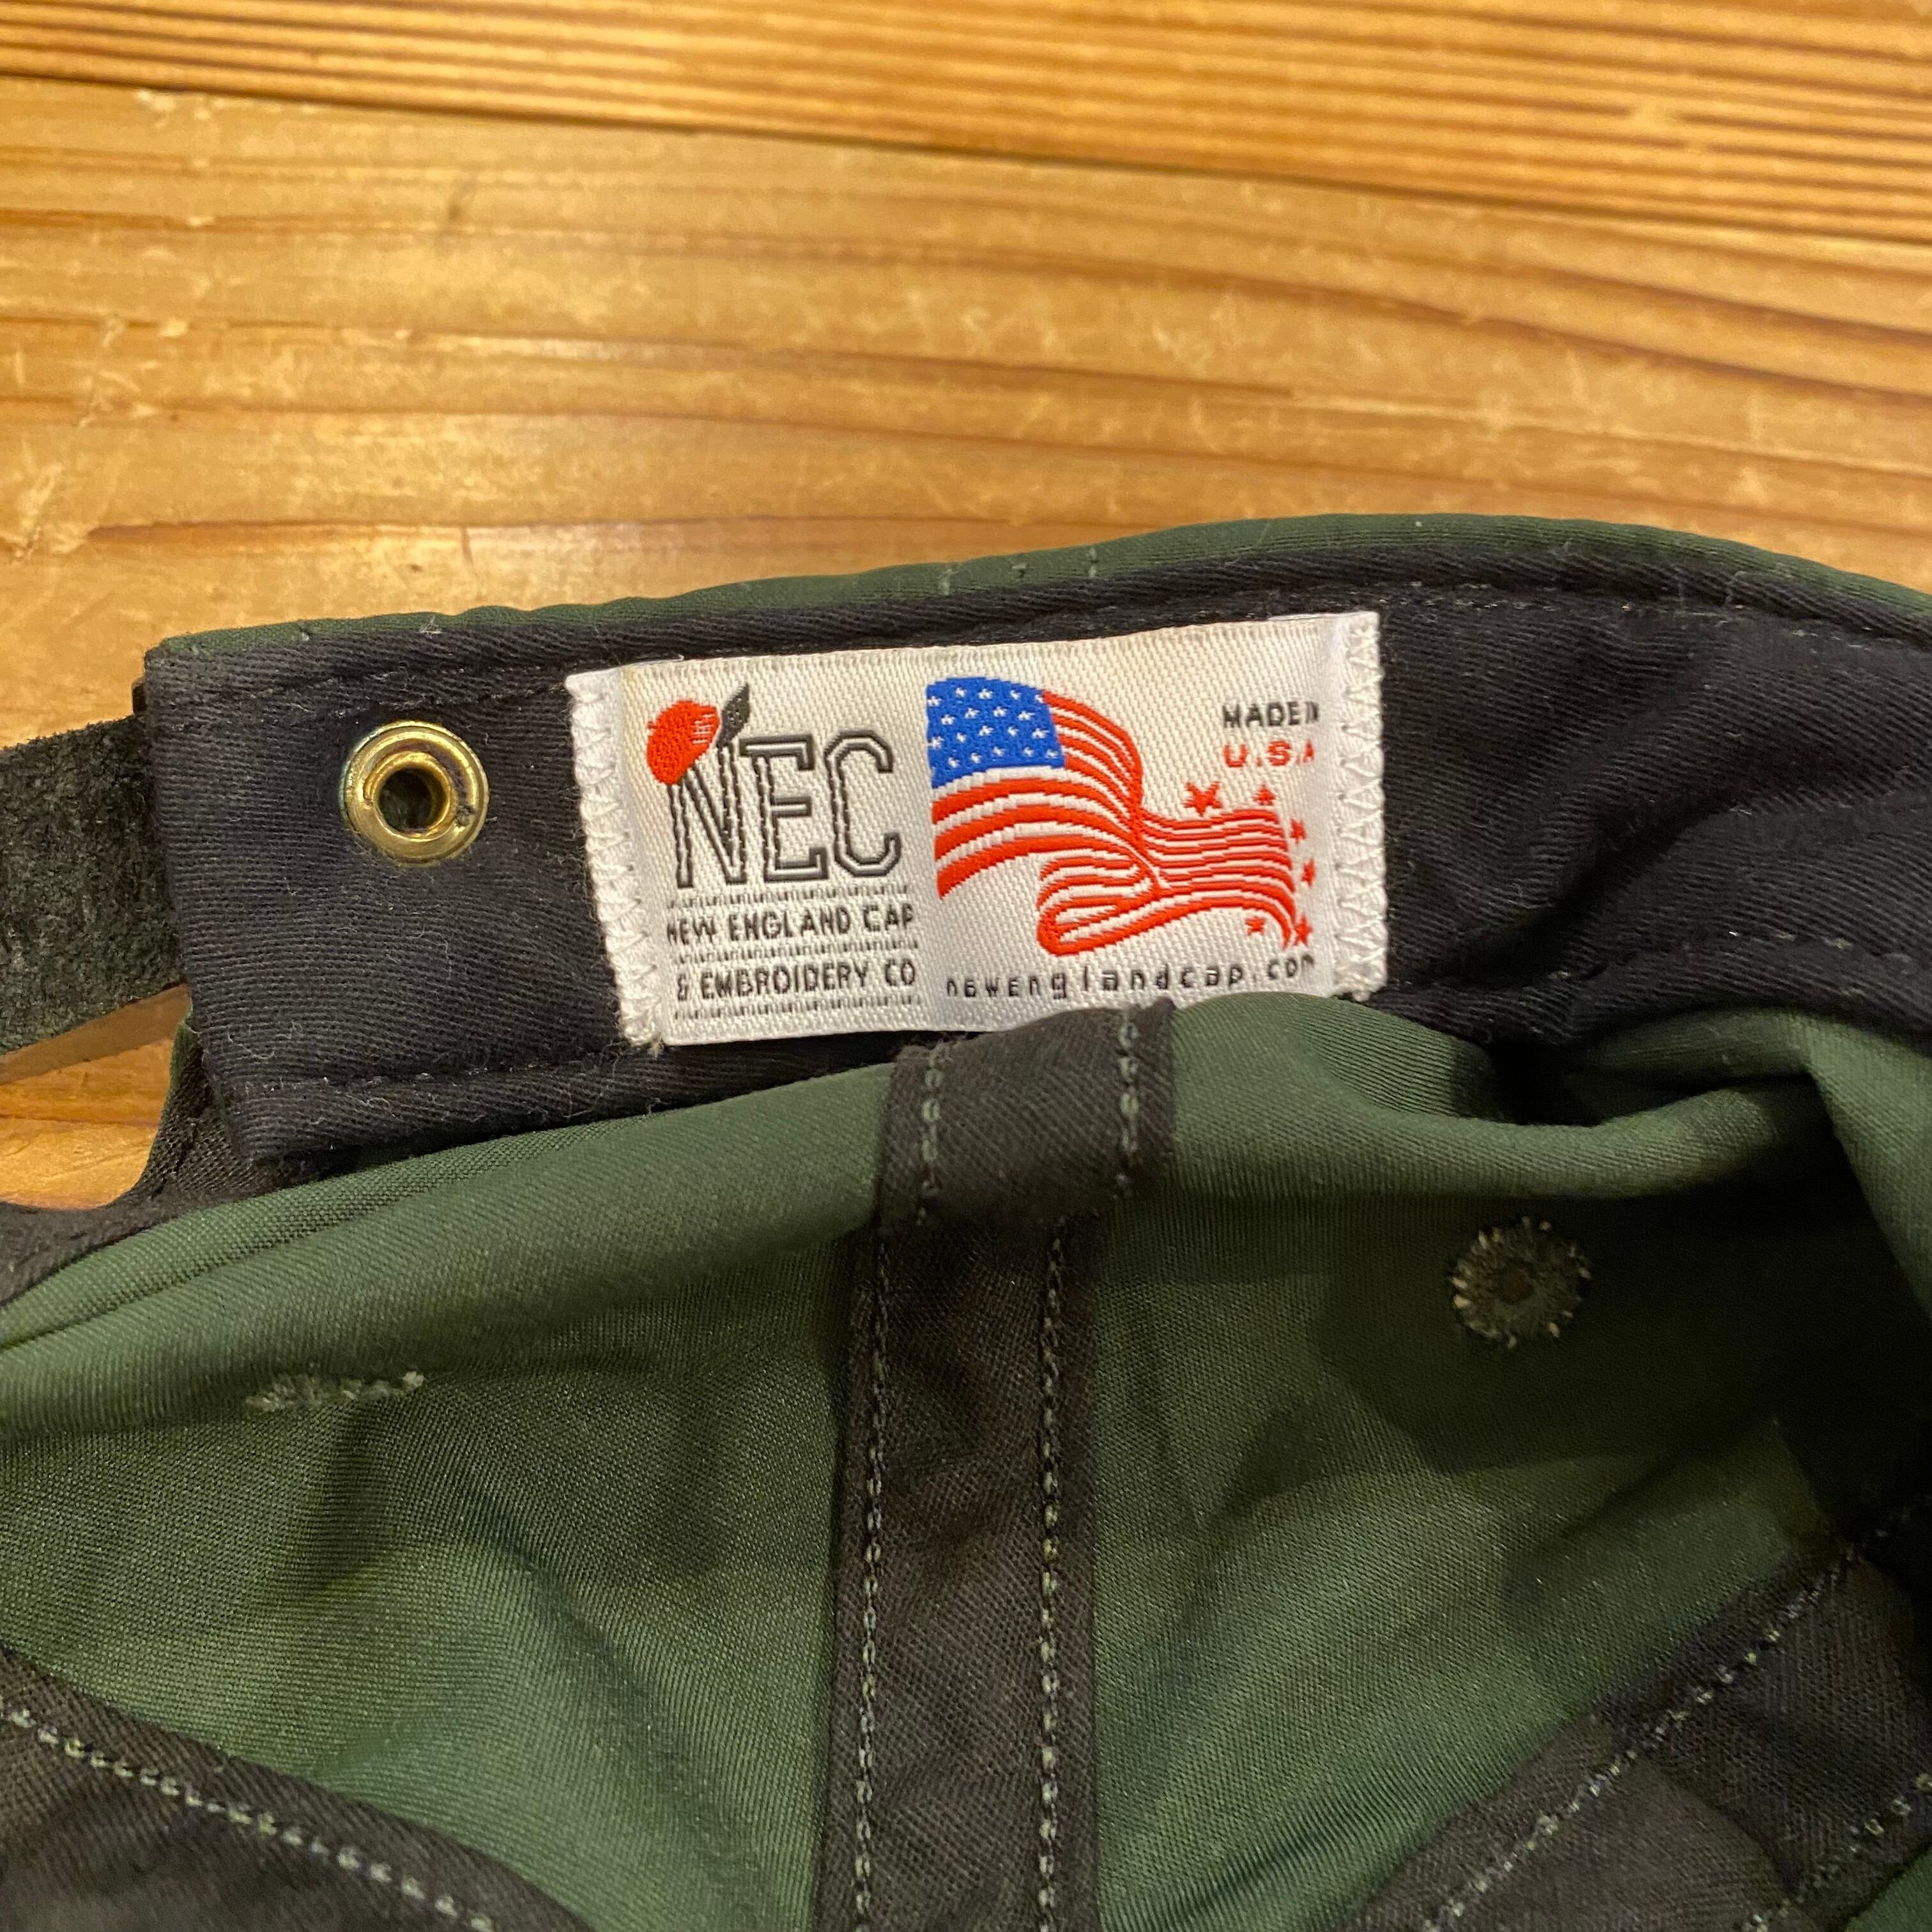 NEC
NEW ENGLAND CAP
& EMBROIDERY CO
MADE IN
U.S.A
newEnglandcap.com